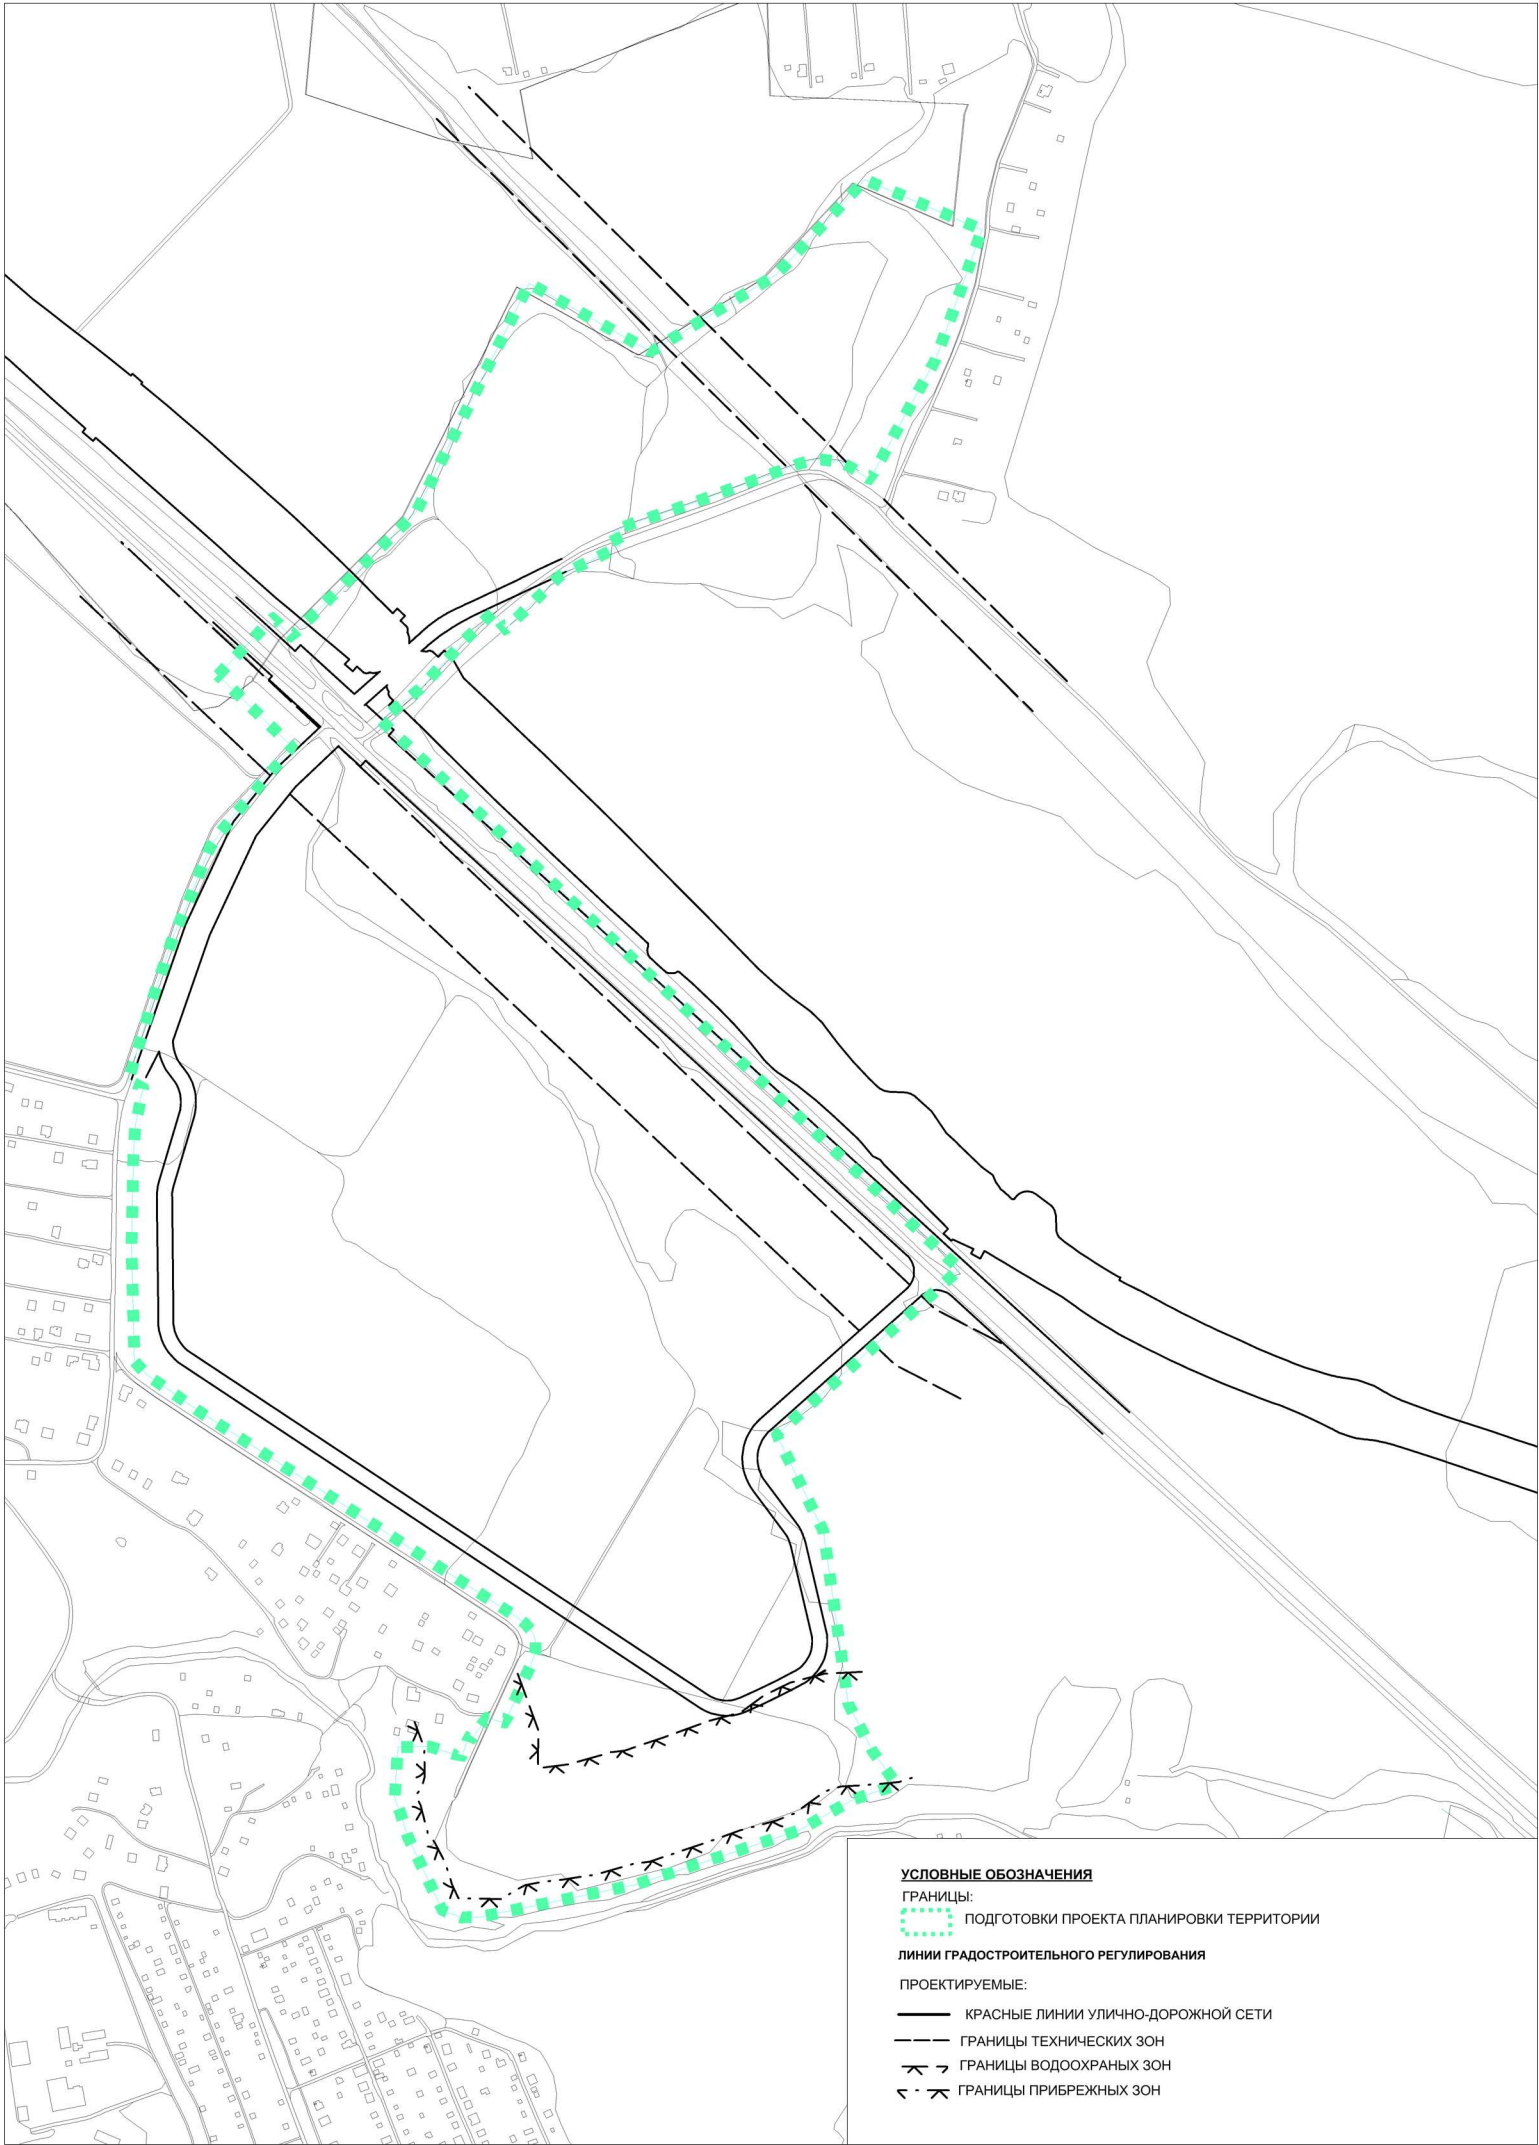 УСЛОВНЫЕ ОБОЗНАЧЕНИЯ
ГРАНИЦЫ:
ПОДГОТОВКИ ПРОЕКТА ПЛАНИРОВКИ ТЕРРИТОРИИ
ЛИНИИ ГРАДОСТРОИТЕЛЬНОГО РЕГУЛИРОВАНИЯ
ПРОЕКТИРУЕМЫЕ:
КРАСНЫЕ ЛИНИИ УЛИЧНО-ДОРОЖНОЙ СЕТИ
ГРАНИЦЫ ТЕХНИЧЕСКИХ ЗОН
ГРАНИЦЫ ВОДООХРАНЫХ ЗОН
ГРАНИЦЫ ПРИБРЕЖНЫХ ЗОН